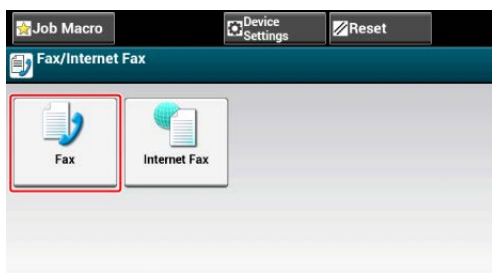 Job Macro
Device
Settings
Reset
Fax/Internet Fax
Fax
Internet Fax